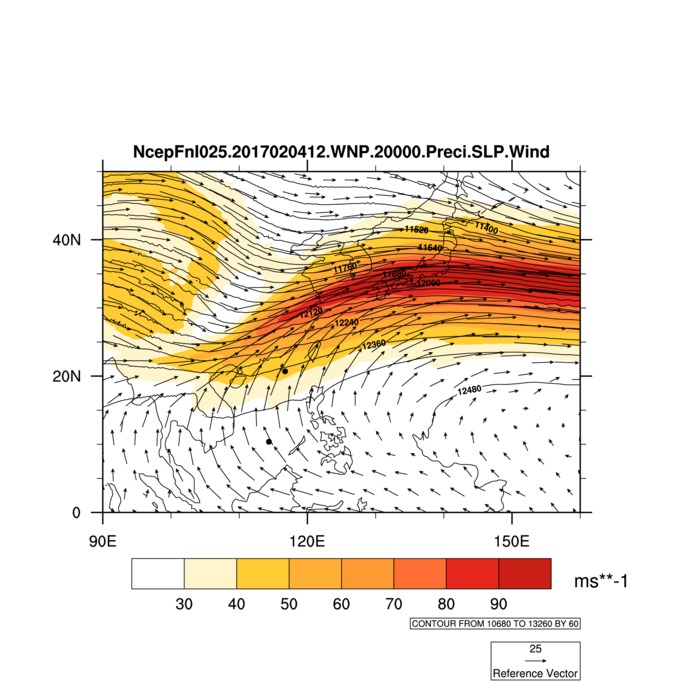 NcepFnl025.2017020412.WNP.20000.Preci.SLP.Wind
11520
11400
40N
11640
11760
11880
12000
12120
12240
12360
20N
12480
0
90E 120E 150E
ms**-1
30 40 50 60 70 80 90
CONTOUR FROM 10680 TO 13260 BY 60
25
Reference Vector